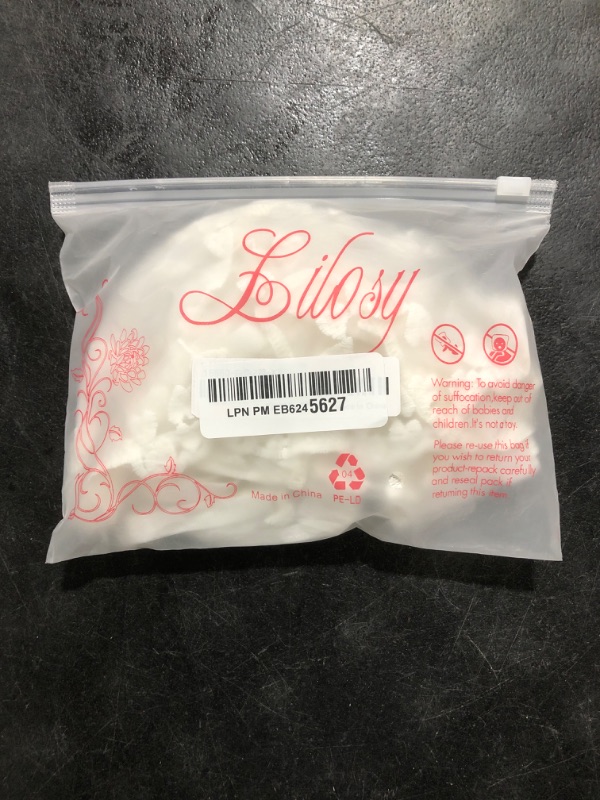 Lilosy
LPN PM EB6245627
Warning: To avoid danger
of suffocation,keep out of
reach of babies and
children.It's not a toy.
Please re-use this bag if
you wish to return your
product-repack carefully
and reseal pack if
returning this item.
04
PE-LD
Made in China